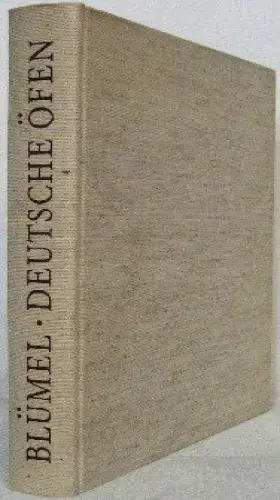 BLÜMEL · DEUTSCHE ÖFEN